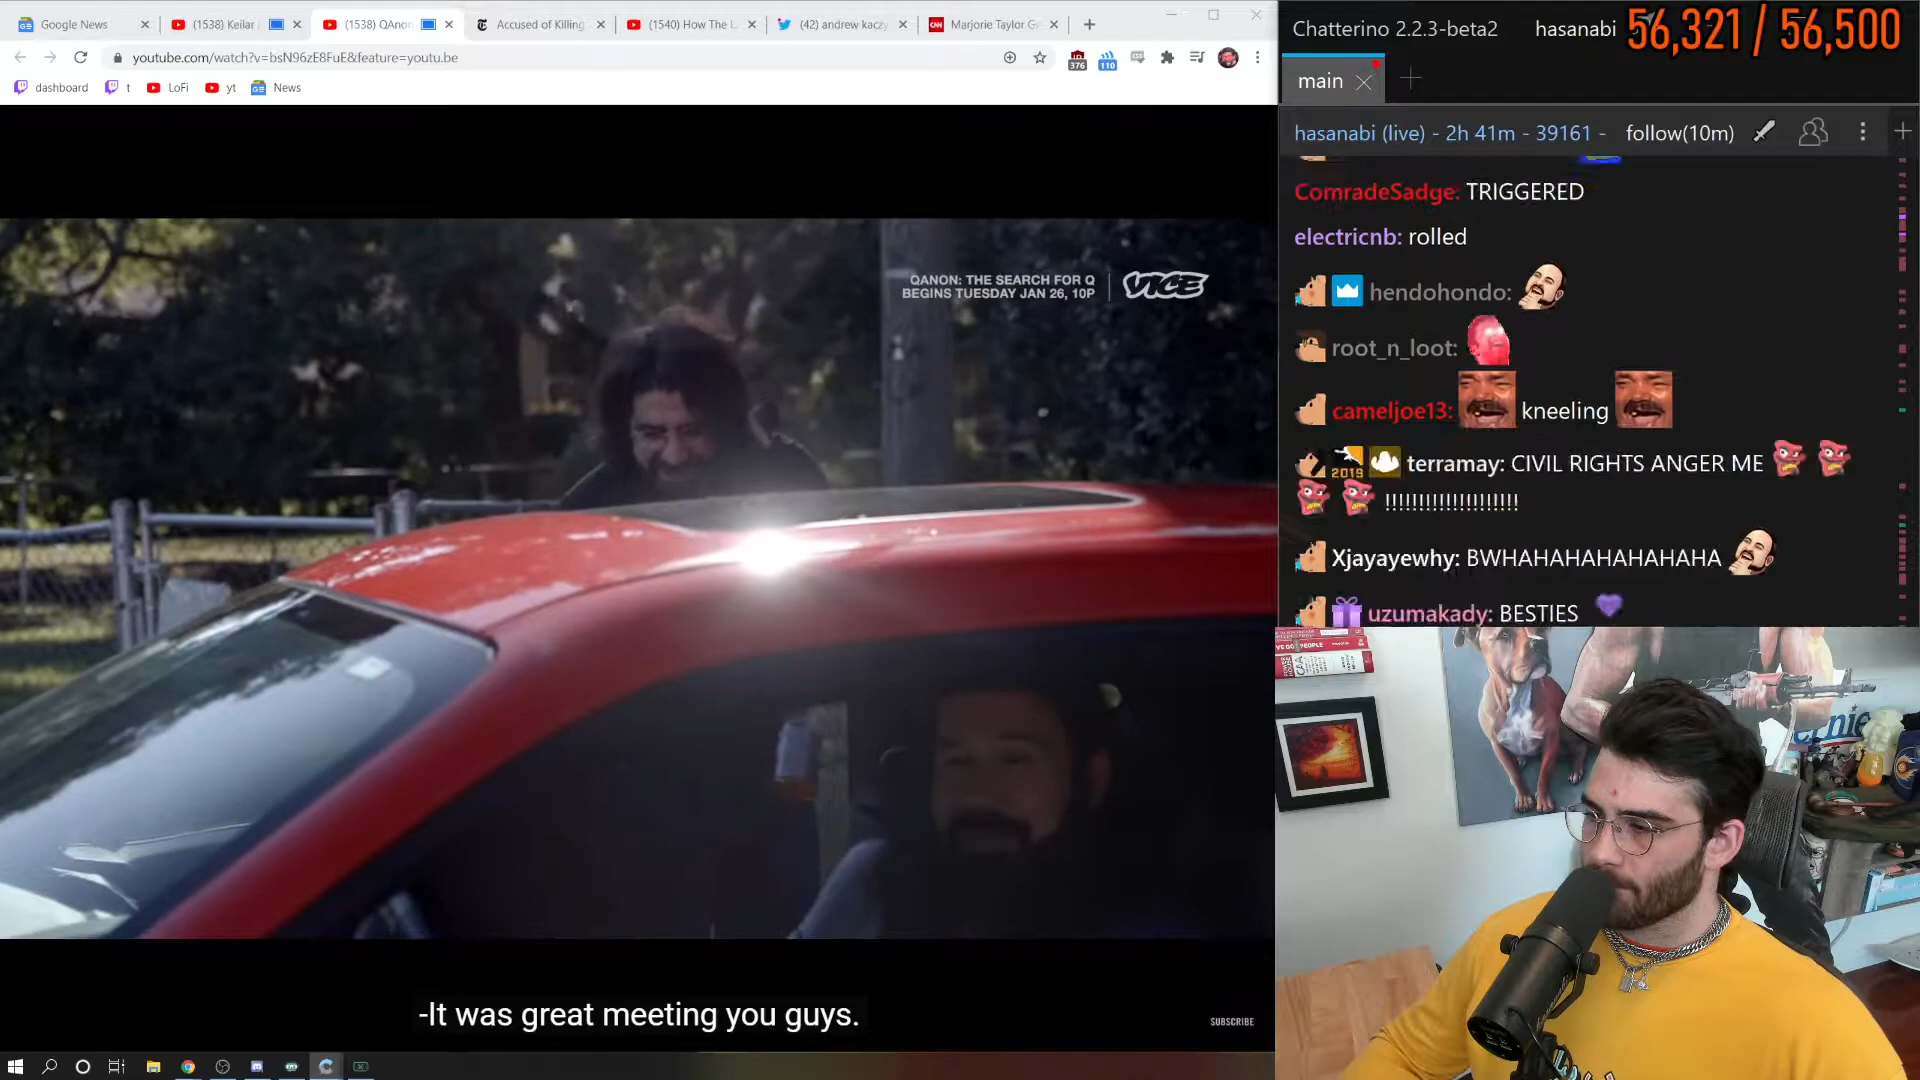 Google News
(1538) Keilar
(1538) QAnon
Accused of Killing
(1540) How The L
(42) andrew kacz
Marjorie Taylor Gr
youtube.com/watch?v=bsN96zE8FuE&feature=youtu.be
376
110
dashboard
t
LoFi
yt
News
QANON: THE SEARCH FOR Q
BEGINS TUESDAY JAN 26, 10P
VICE
-It was great meeting you guys.
SUBSCRIBE
Chatterino 2.2.3-beta2
hasanabi
56,321 / 56,500
main
hasanabi (live) - 2h 41m - 39161 -
follow(10m)
ComradeSadge: TRIGGERED
electricnb: rolled
hendohondo:
root_n_loot:
cameljoe13: kneeling
2019 terramay: CIVIL RIGHTS ANGER ME
!!!!!!!!!!!!!!!!!!!!
Xjayayewhy: BWHAHAHAHAHAHAHA
uzumakady: BESTIES